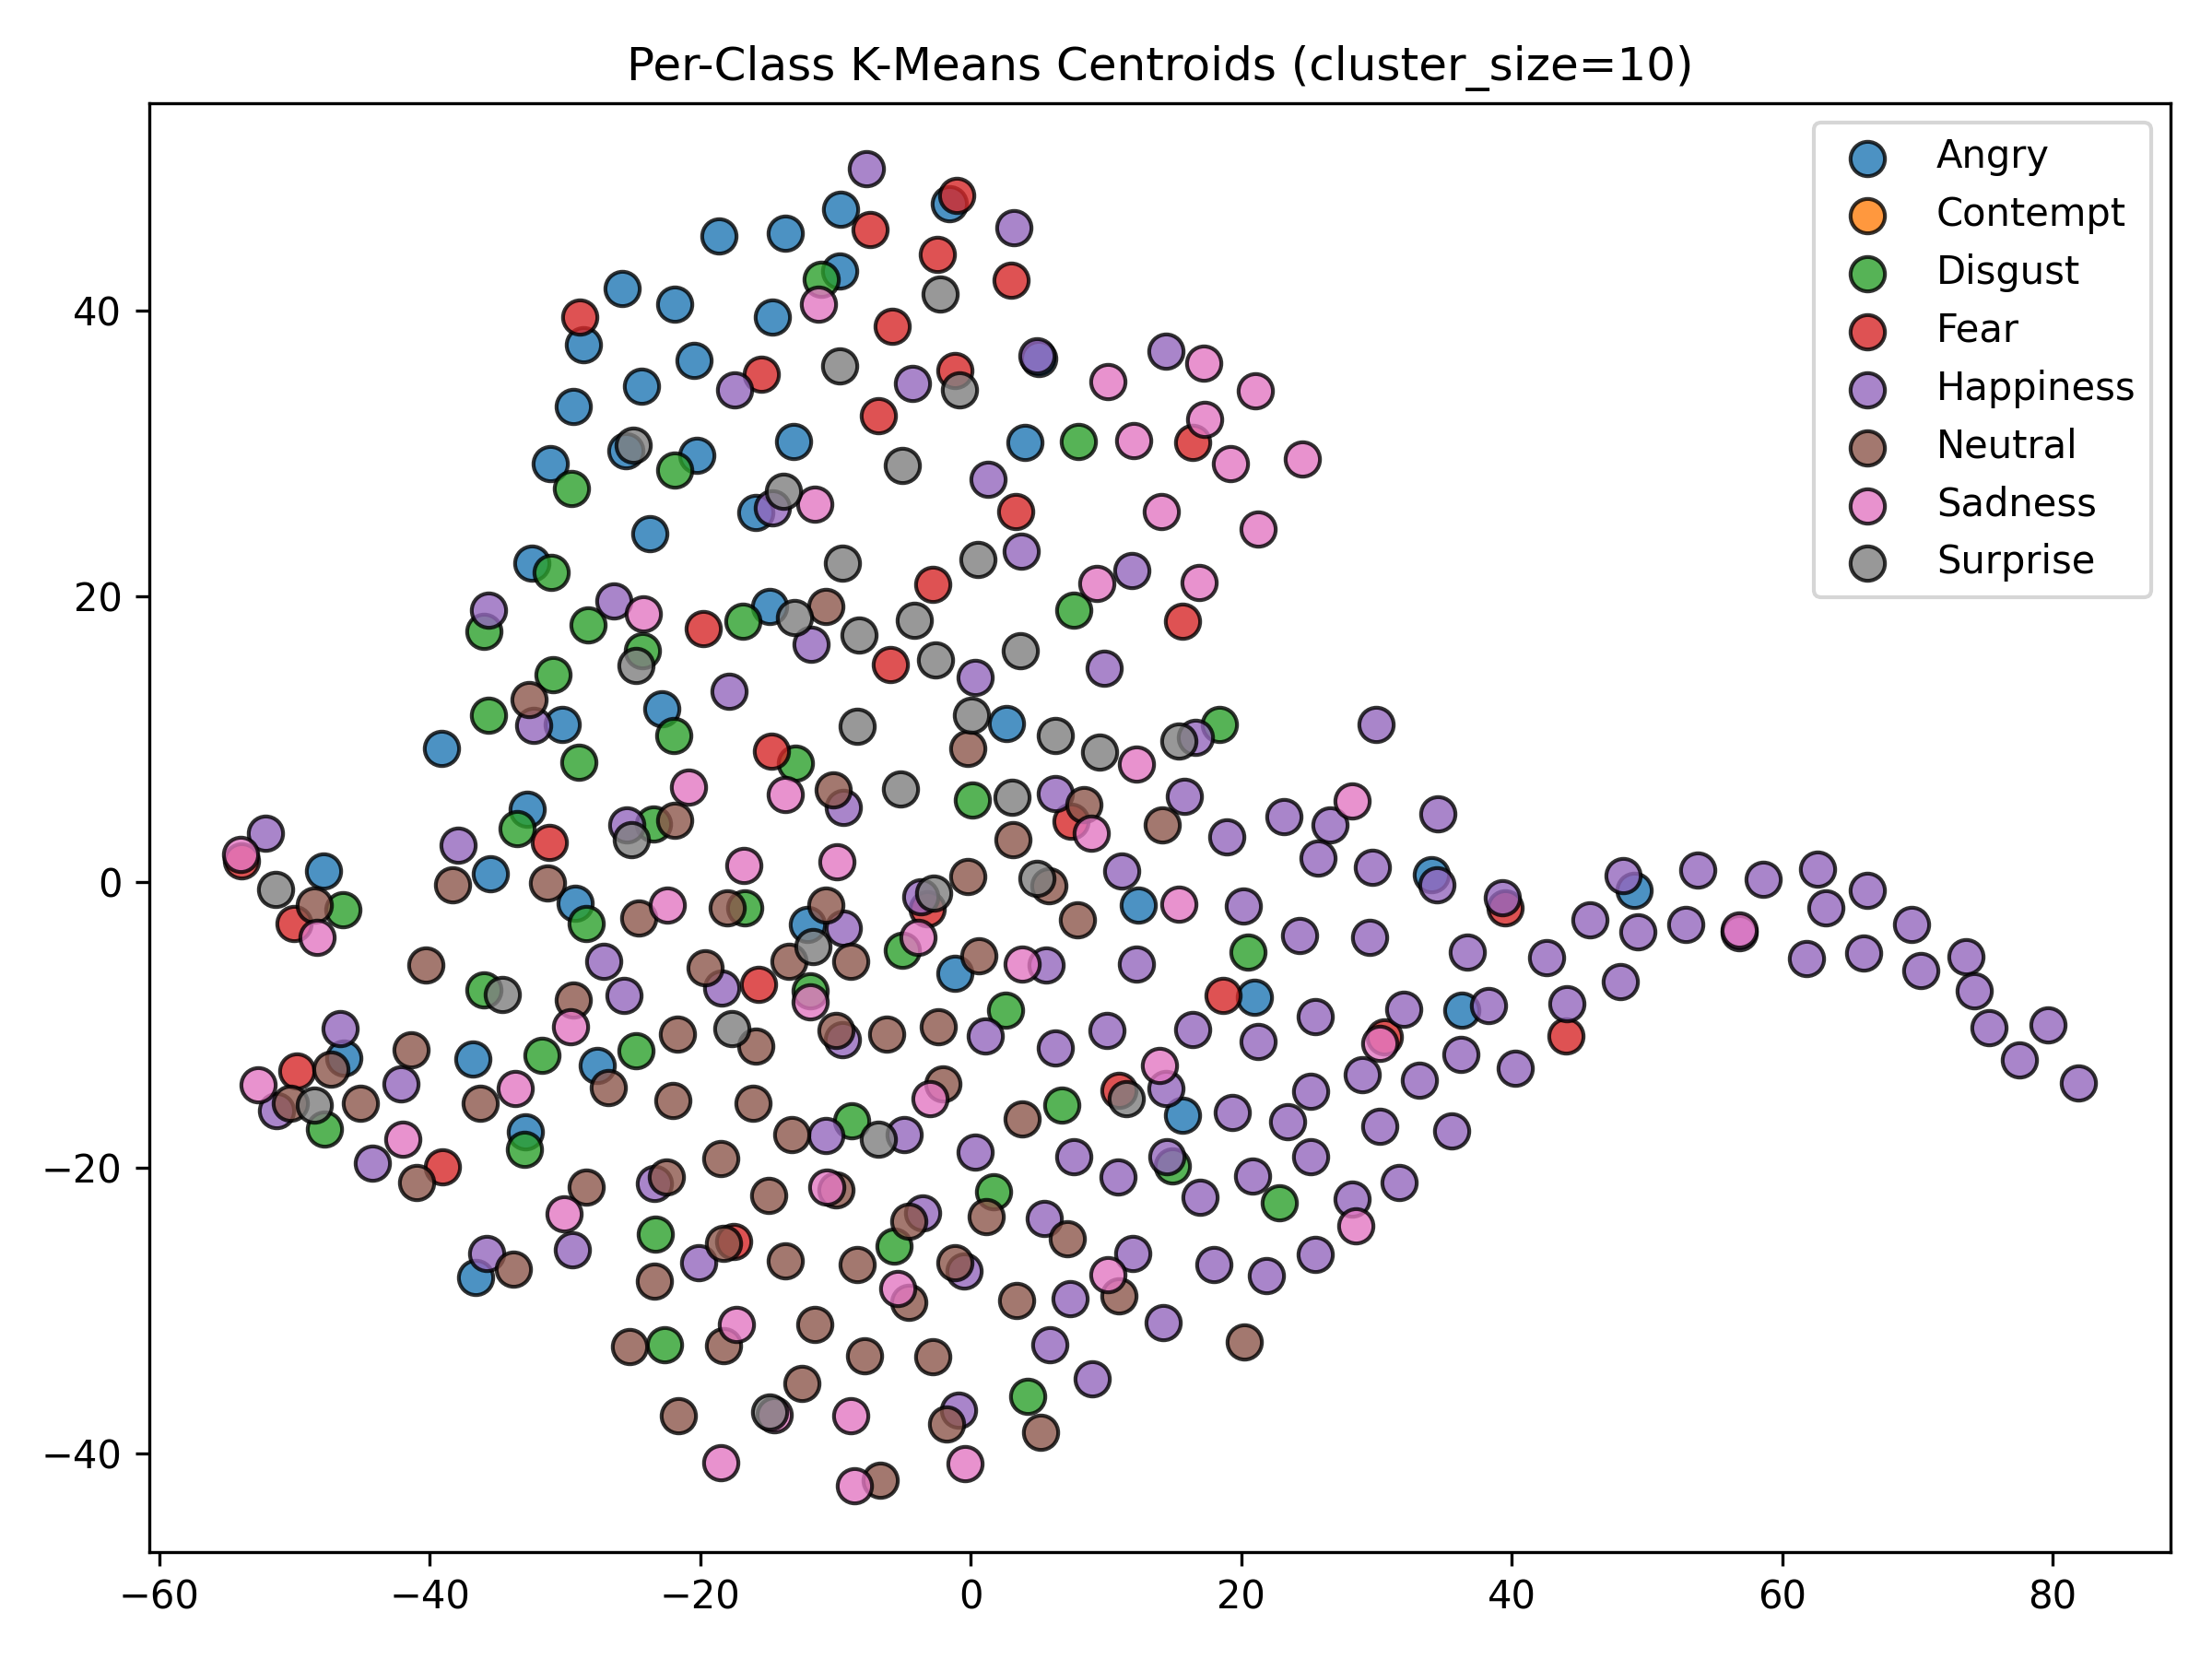 Per-Class K-Means Centroids (cluster_size=10)
Angry
Contempt
Disgust
Fear
Happiness
Neutral
Sadness
Surprise
40
20
0
−20
−40
−60 −40 −20 0 20 40 60 80